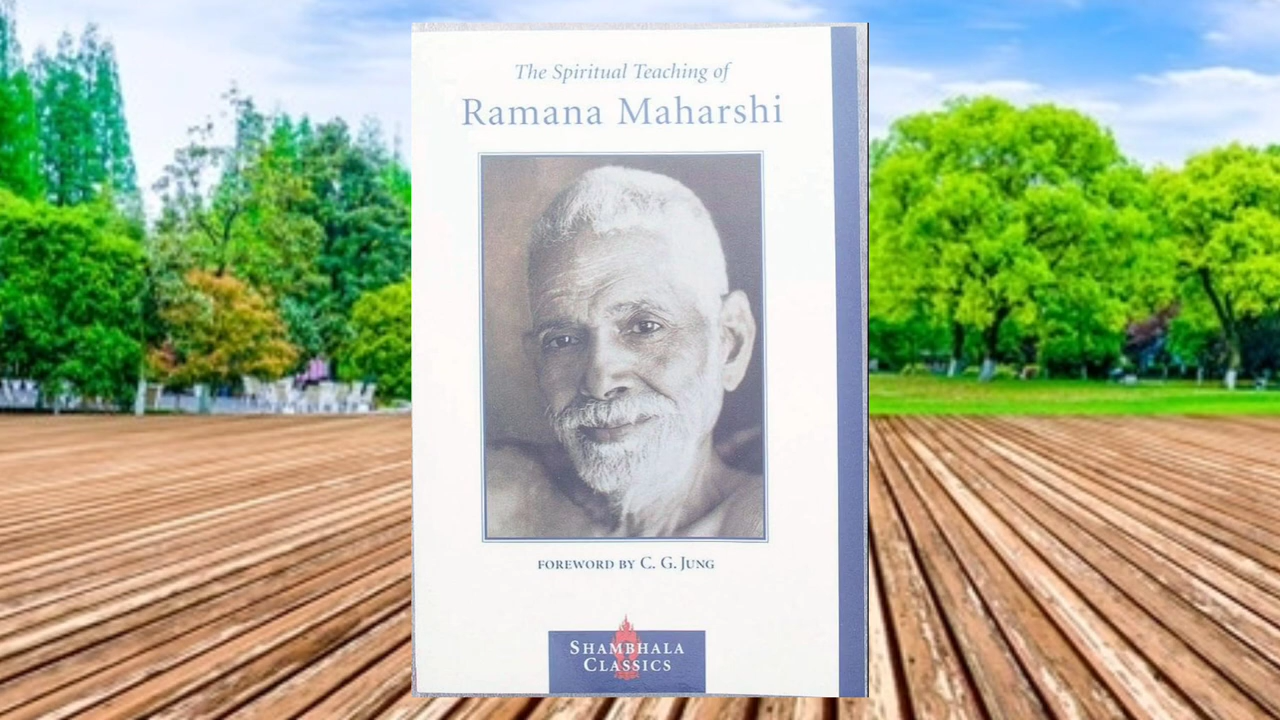 The Spiritual Teaching of
Ramana Maharshi
FOREWORD BY C. G. JUNG
SHAMBHALA
CLASSICS